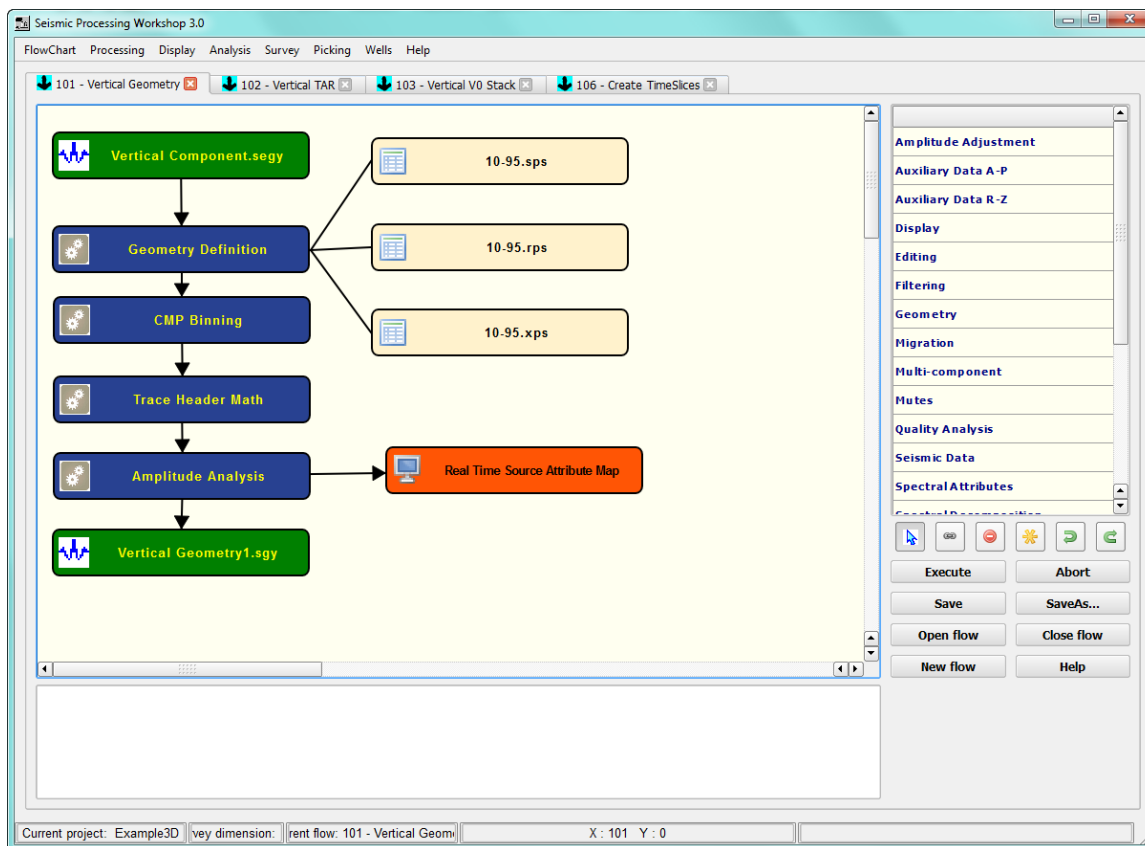 Seismic Processing Workshop 3.0
FlowChart Processing Display Analysis Survey Picking Wells Help
101 - Vertical Geometry 102 - Vertical TAR 103 - Vertical V0 Stack 106 - Create TimeSlices
Vertical Component.segy
10-95.sps
Geometry Definition
10-95.rps
CMP Binning
10-95.xps
Trace Header Math
Amplitude Analysis
Real Time Source Attribute Map
Vertical Geometry1.sgy
Amplitude Adjustment
Auxiliary Data A-P
Auxiliary Data R-Z
Display
Editing
Filtering
Geometry
Migration
Multi-component
Mutes
Quality Analysis
Seismic Data
Spectral Attributes
Spectral Decomposition
Execute Abort
Save SaveAs...
Open flow Close flow
New flow Help
Current project: Example3D vey dimension: rent flow: 101 - Vertical Geom X : 101 Y : 0